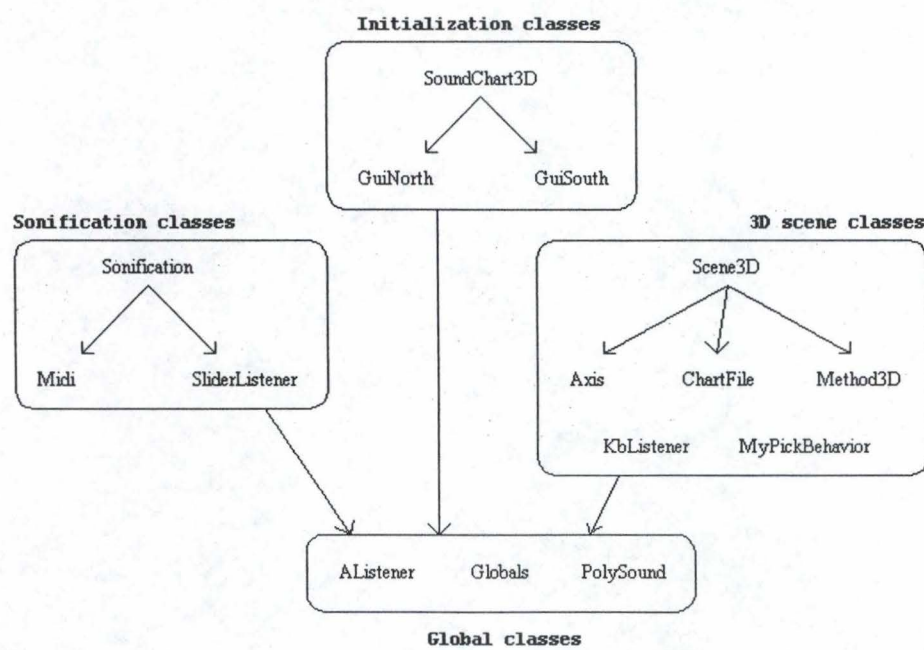 Initialization classes
SoundChart3D
GuiNorth GuiSouth
Sonification classes
Sonification
Midi SliderListener
3D scene classes
Scene3D
Axis ChartFile Method3D
KbListener MyPickBehavior
AListener Globals PolySound
Global classes